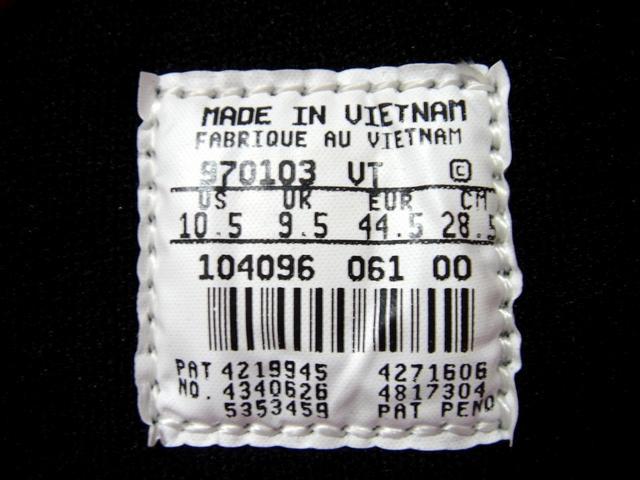 MADE IN VIETNAM
FABRIQUE AU VIETNAM
970103 VT ©
US UK EUR CM
10.5 9.5 44.5 28.5
104096 061 00
PAT 4219945 4271606
NO. 4340626 4817304
5353459 PAT PEND